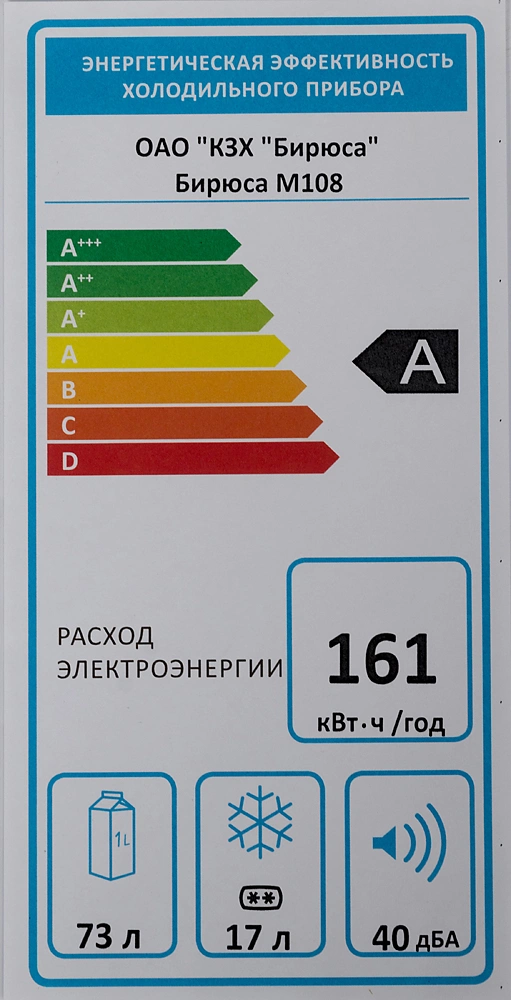 ЭНЕРГЕТИЧЕСКАЯ ЭФФЕКТИВНОСТЬ
ХОЛОДИЛЬНОГО ПРИБОРА
ОАО "КЗХ "Бирюса"
Бирюса М108
A+++
A++
A+
A
A
B
C
D
РАСХОД
ЭЛЕКТРОЭНЕРГИИ
161
кВт·ч /год
1L
73 л
**
17 л
40 дБА